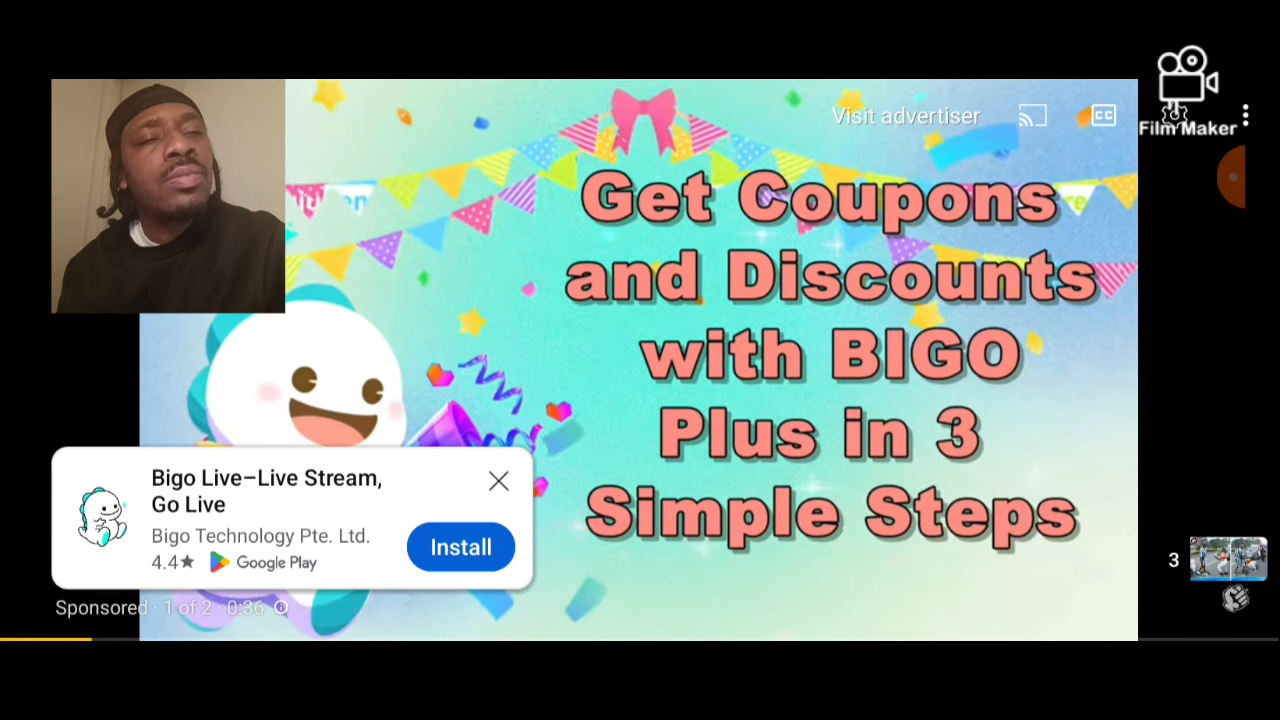 Visit advertiser
CC
Film Maker
Get Coupons
and Discounts
with BIGO
Plus in 3
Simple Steps
Bigo Live–Live Stream,
Go Live
Bigo Technology Pte. Ltd.
Install
4.4★ Google Play
3
Sponsored · 1 of 2 · 0:36